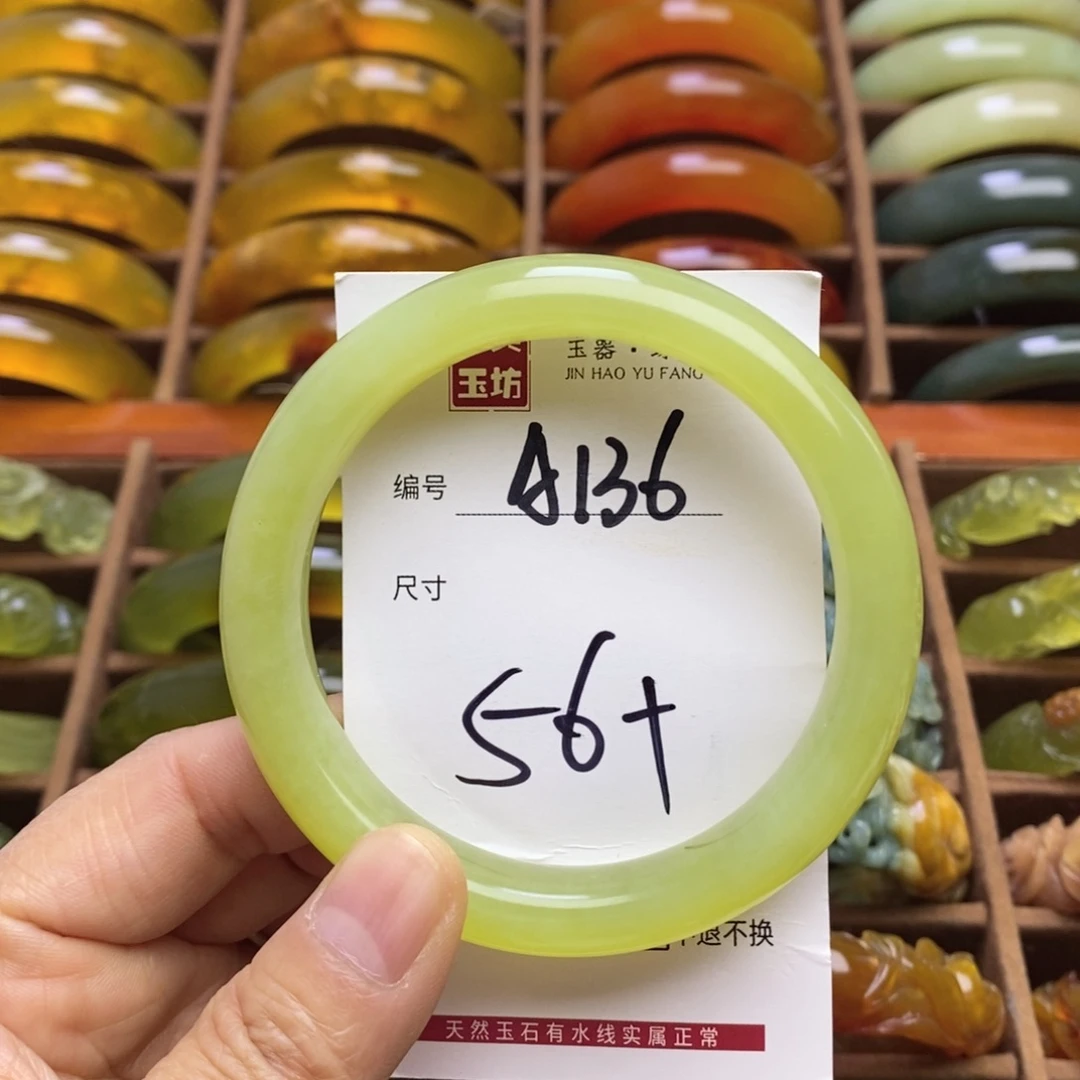 玉器·
玉坊
JIN HAO YU FANG
编号 A136
尺寸
56+
退不换
天然玉石有水线实属正常